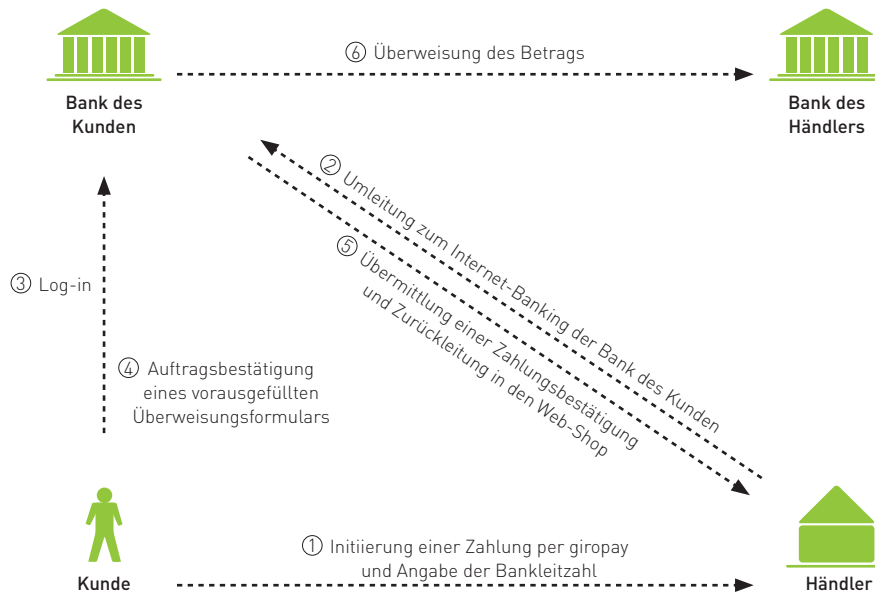 ⑥ Überweisung des Betrags
Bank des
Kunden
Bank des
Händlers
② Umleitung zum Internet-Banking der Bank des Kunden
⑤ Übermittlung einer Zahlungsbestätigung
und Zurückleitung in den Web-Shop
③ Log-in
④ Auftragsbestätigung
eines vorausgefüllten
Überweisungsformulars
① Initiierung einer Zahlung per giropay
und Angabe der Bankleitzahl
Kunde
Händler